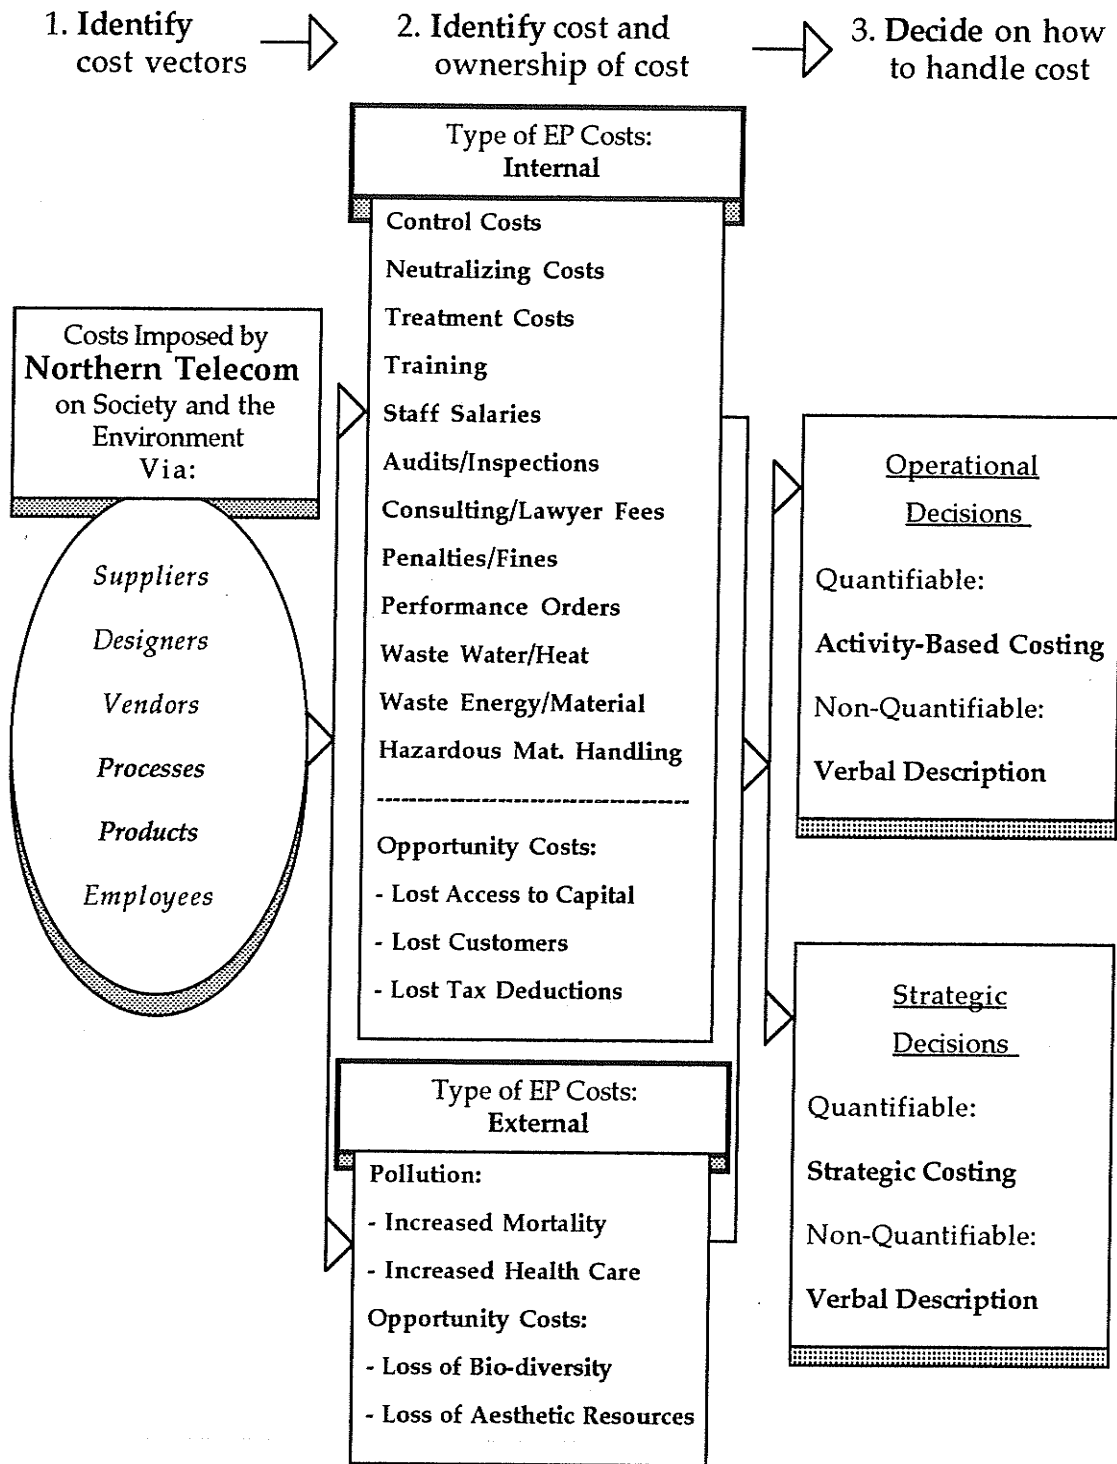 1. Identify
cost vectors
2. Identify cost and
ownership of cost
3. Decide on how
to handle cost
Costs Imposed by
Northern Telecom
on Society and the
Environment
Via:
Suppliers
Designers
Vendors
Processes
Products
Employees
Type of EP Costs:
Internal
Control Costs
Neutralizing Costs
Treatment Costs
Training
Staff Salaries
Audits/Inspections
Consulting/Lawyer Fees
Penalties/Fines
Performance Orders
Waste Water/Heat
Waste Energy/Material
Hazardous Mat. Handling
--------------------------------
Opportunity Costs:
- Lost Access to Capital
- Lost Customers
- Lost Tax Deductions
Type of EP Costs:
External
Pollution:
- Increased Mortality
- Increased Health Care
Opportunity Costs:
- Loss of Bio-diversity
- Loss of Aesthetic Resources
Operational
Decisions
Quantifiable:
Activity-Based Costing
Non-Quantifiable:
Verbal Description
Strategic
Decisions
Quantifiable:
Strategic Costing
Non-Quantifiable:
Verbal Description